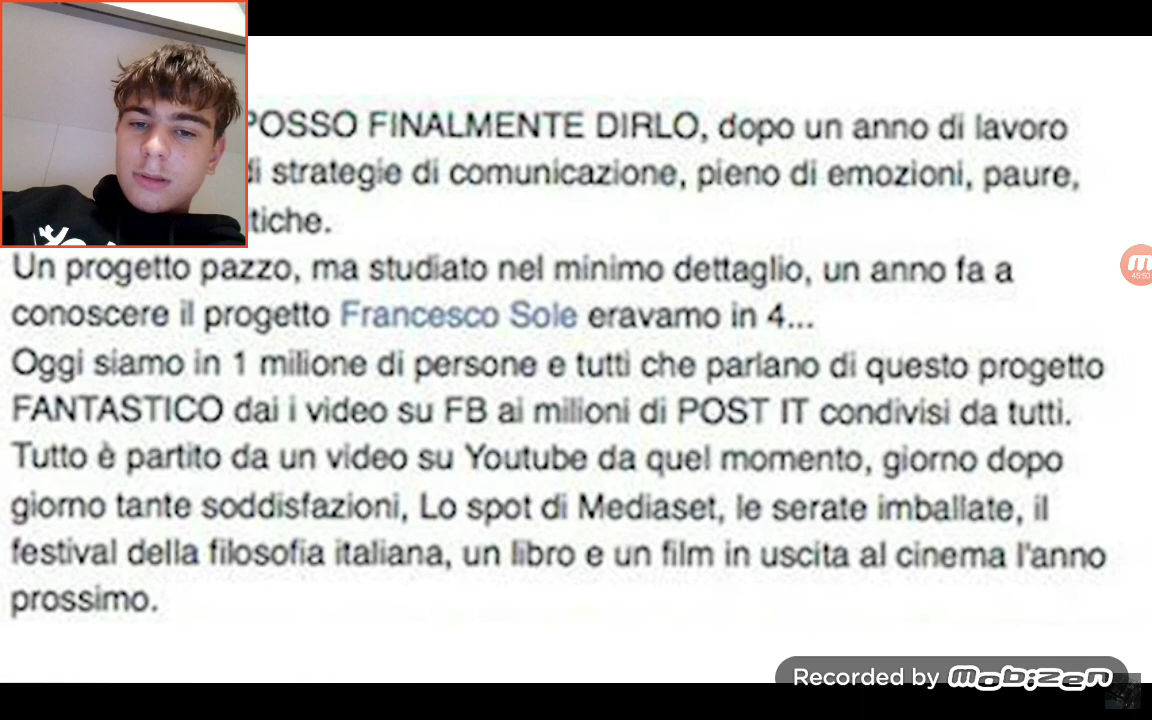 POSSO FINALMENTE DIRLO, dopo un anno di lavoro
di strategie di comunicazione, pieno di emozioni, paure,
tiche.
Un progetto pazzo, ma studiato nel minimo dettaglio, un anno fa a
conoscere il progetto Francesco Sole eravamo in 4...
Oggi siamo in 1 milione di persone e tutti che parlano di questo progetto
FANTASTICO dai i video su FB ai milioni di POST IT condivisi da tutti.
Tutto è partito da un video su Youtube da quel momento, giorno dopo
giorno tante soddisfazioni, Lo spot di Mediaset, le serate imballate, il
festival della filosofia italiana, un libro e un film in uscita al cinema l'anno
prossimo.
45:50
Recorded by Mobizen